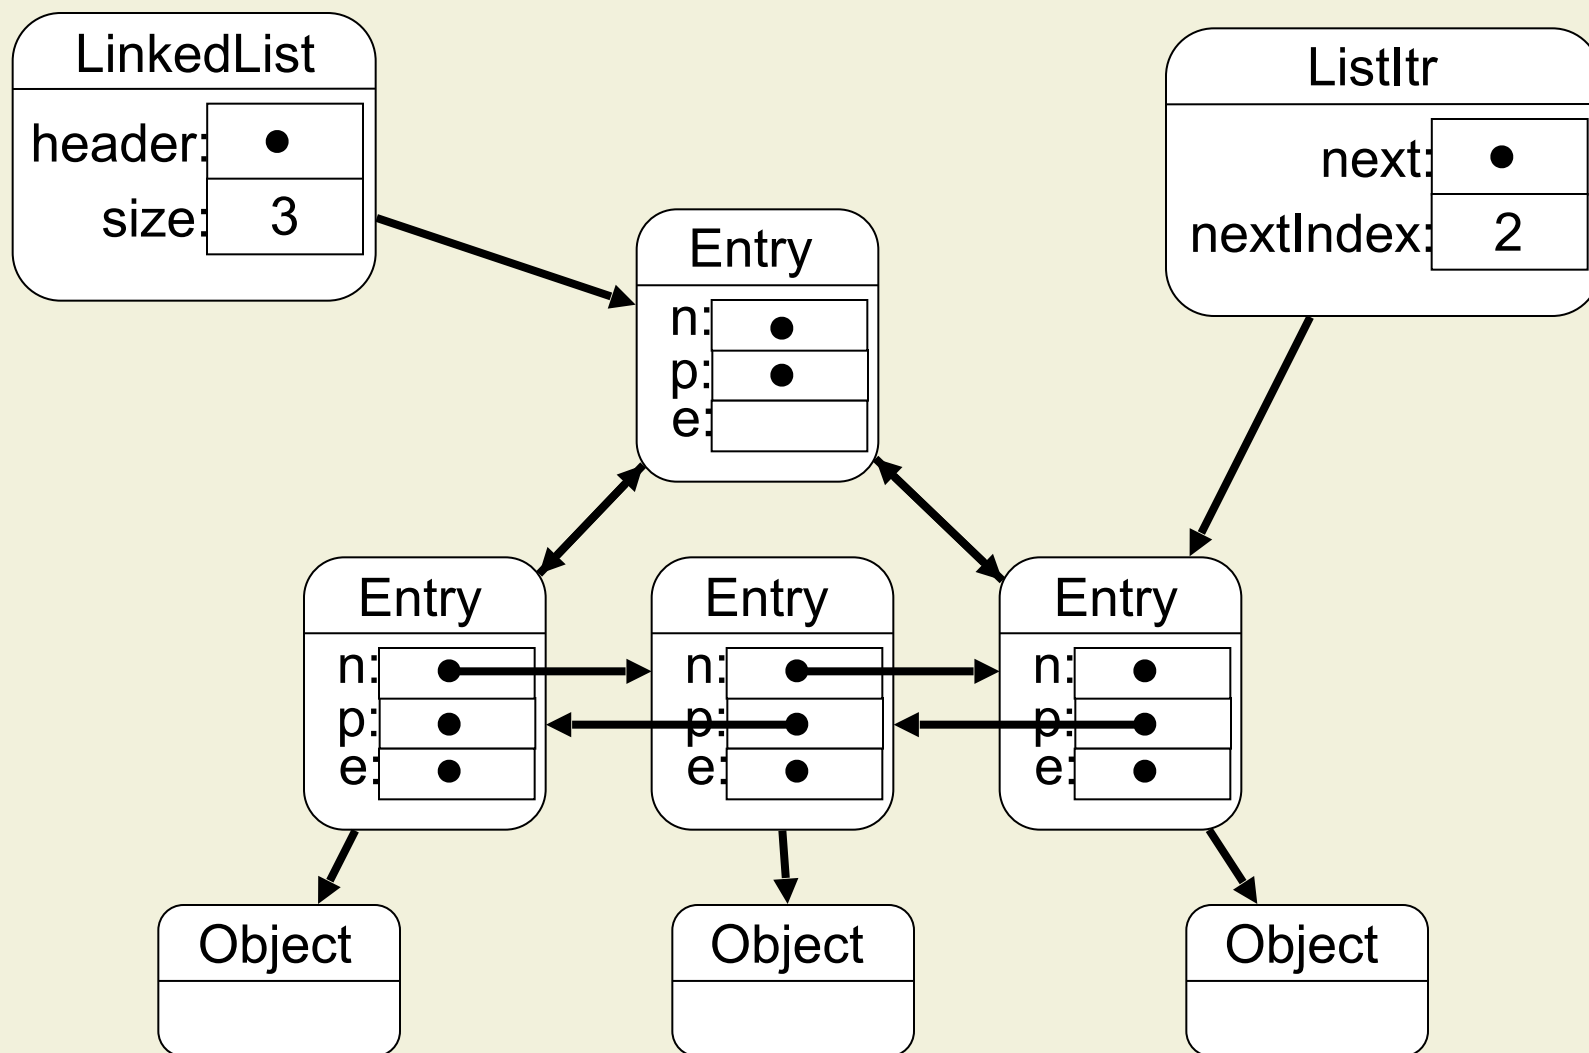 LinkedList
header:
size: 3
ListItr
next:
nextIndex: 2
Entry
n:
p:
e:
Entry
n:
p:
e:
Entry
n:
p:
e:
Entry
n:
p:
e:
Object
Object
Object